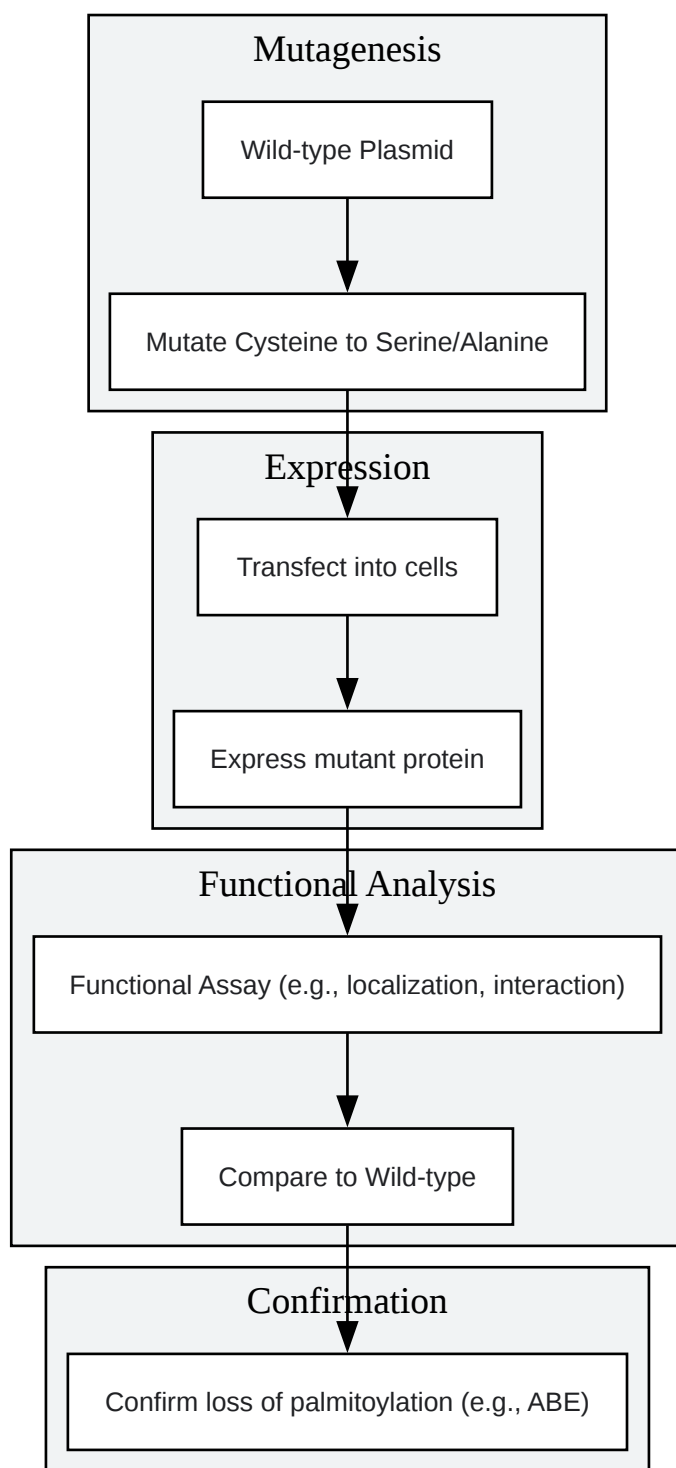 Mutagenesis
Wild-type Plasmid
Mutate Cysteine to Serine/Alanine
Expression
Transfect into cells
Express mutant protein
Functional Analysis
Functional Assay (e.g., localization, interaction)
Compare to Wild-type
Confirmation
Confirm loss of palmitoylation (e.g., ABE)